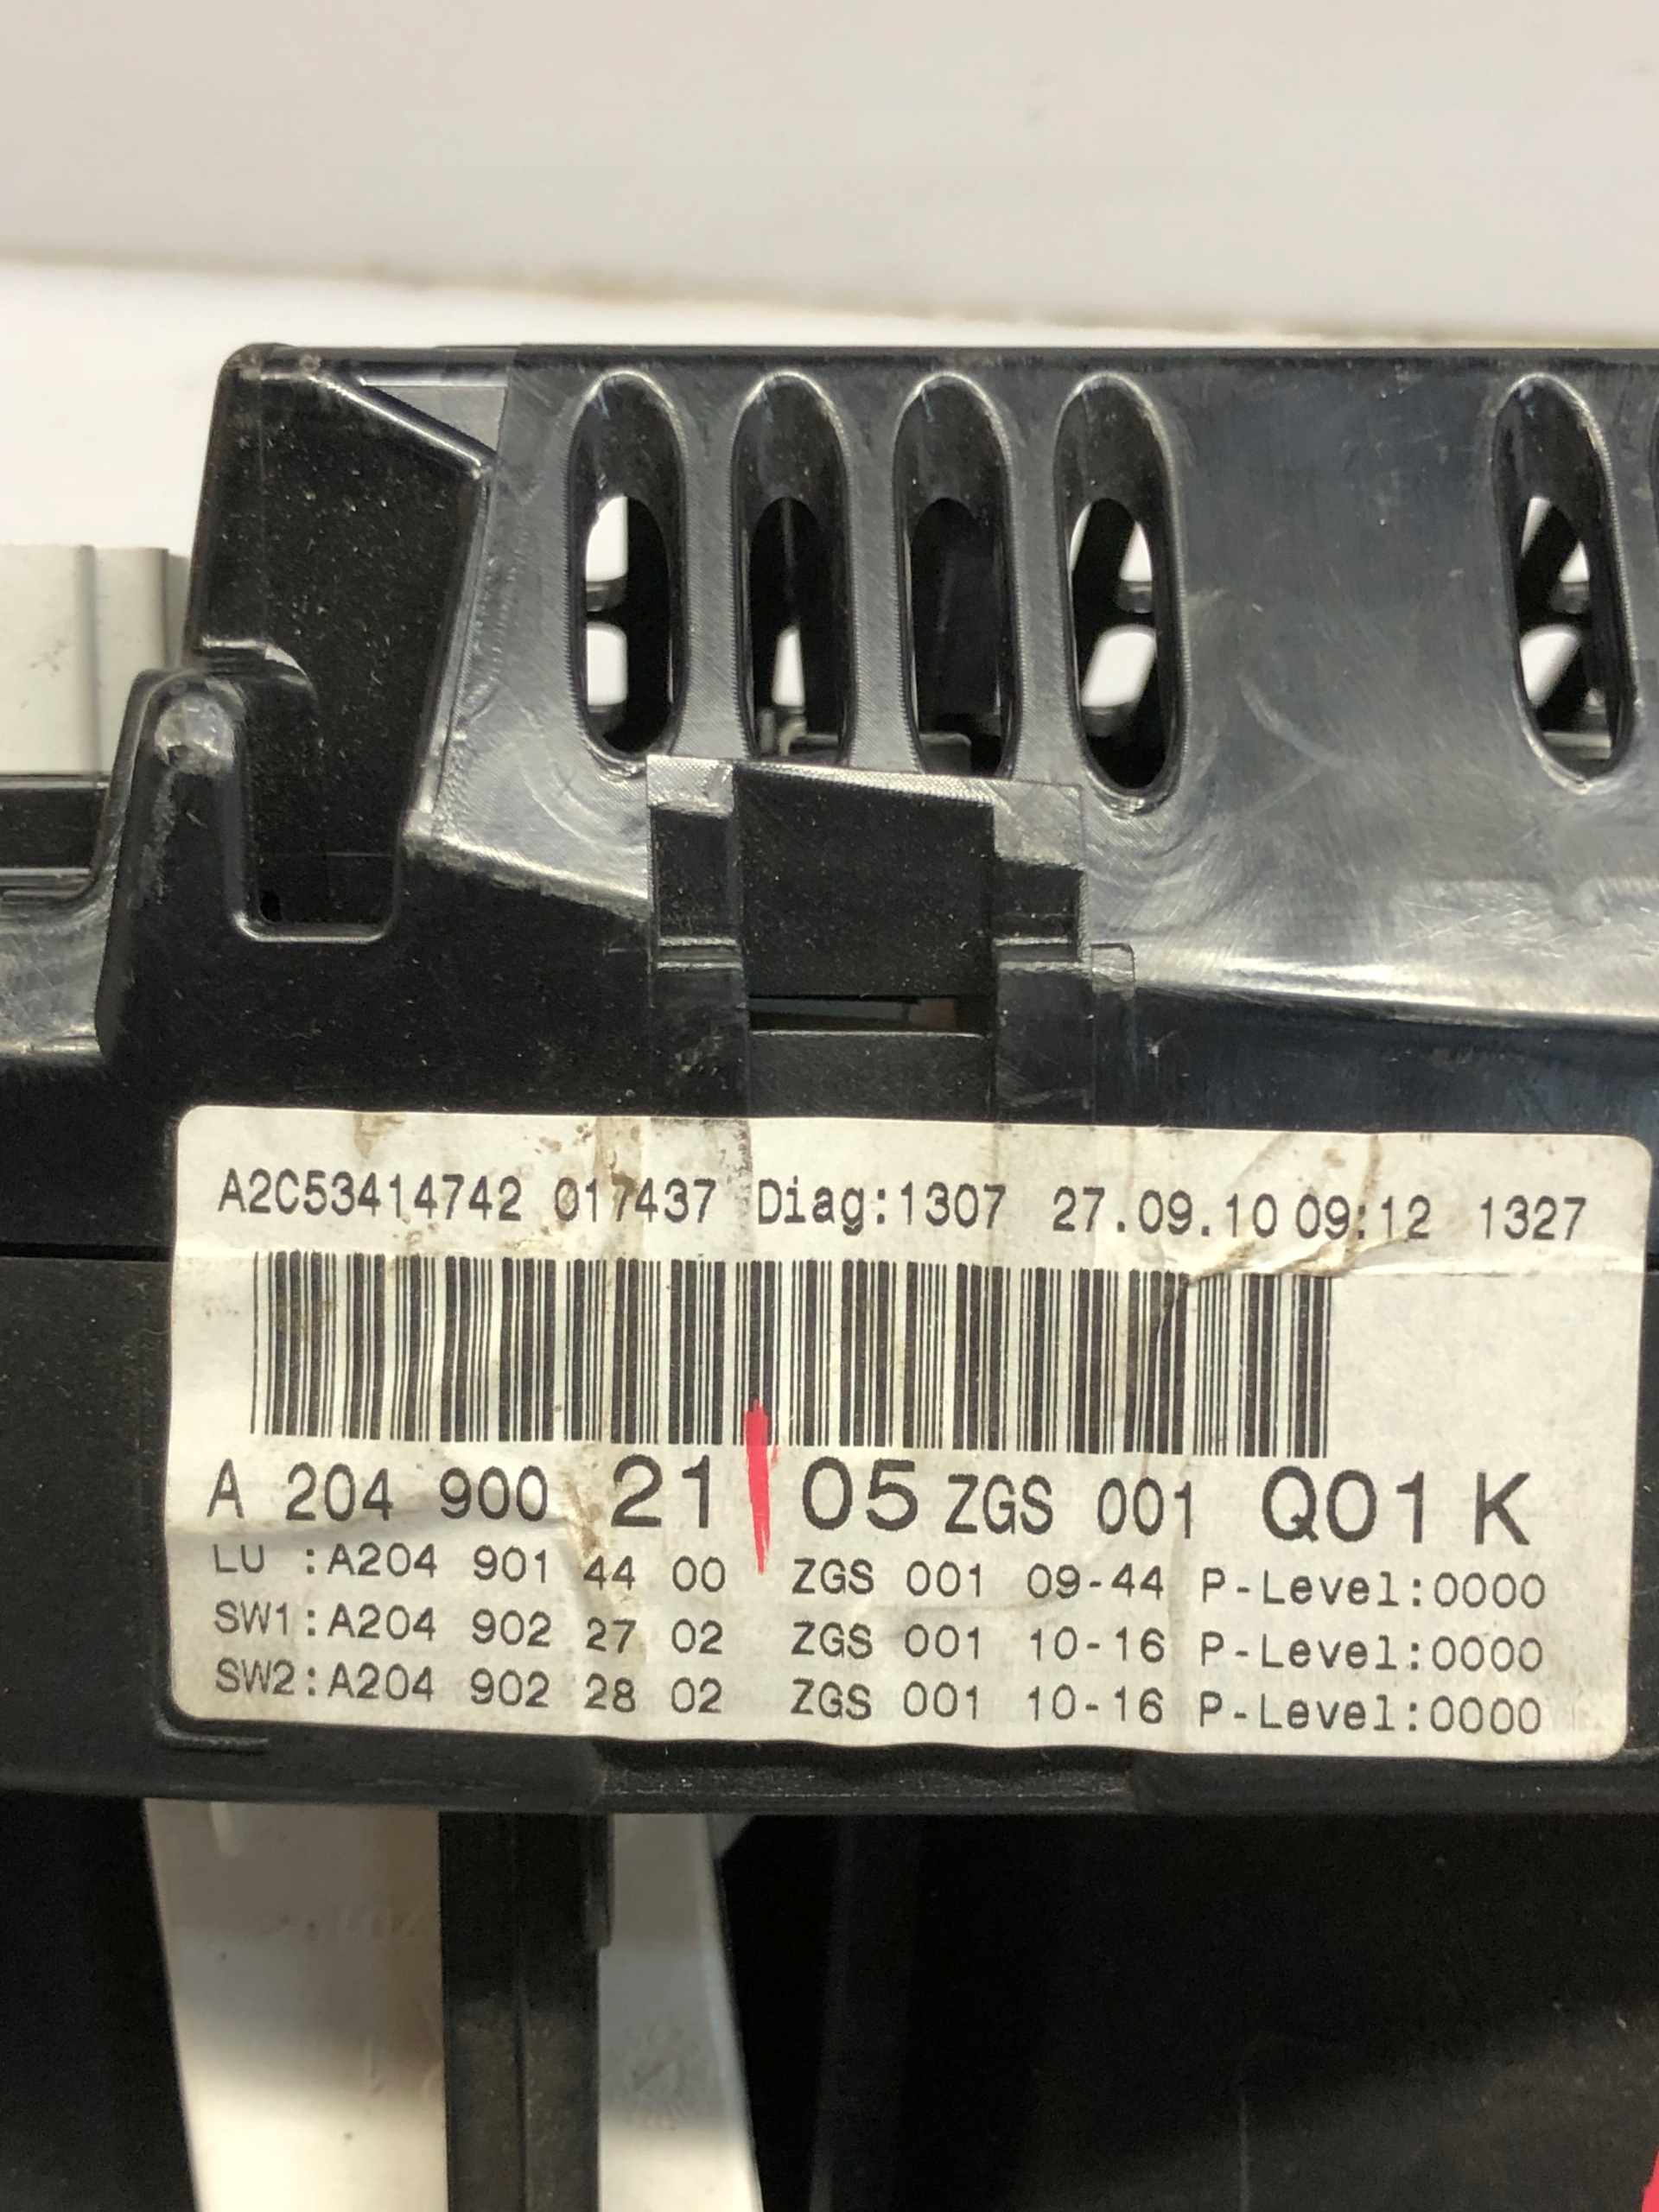 A2C53414742 017437 Diag:1307 27.09.10 09:12 1327
A 204 900 21 05 ZGS 001 Q01 K
LU :A204 901 44 00 ZGS 001 09-44 P-Level:0000
SW1:A204 902 27 02 ZGS 001 10-16 P-Level:0000
SW2:A204 902 28 02 ZGS 001 10-16 P-Level:0000